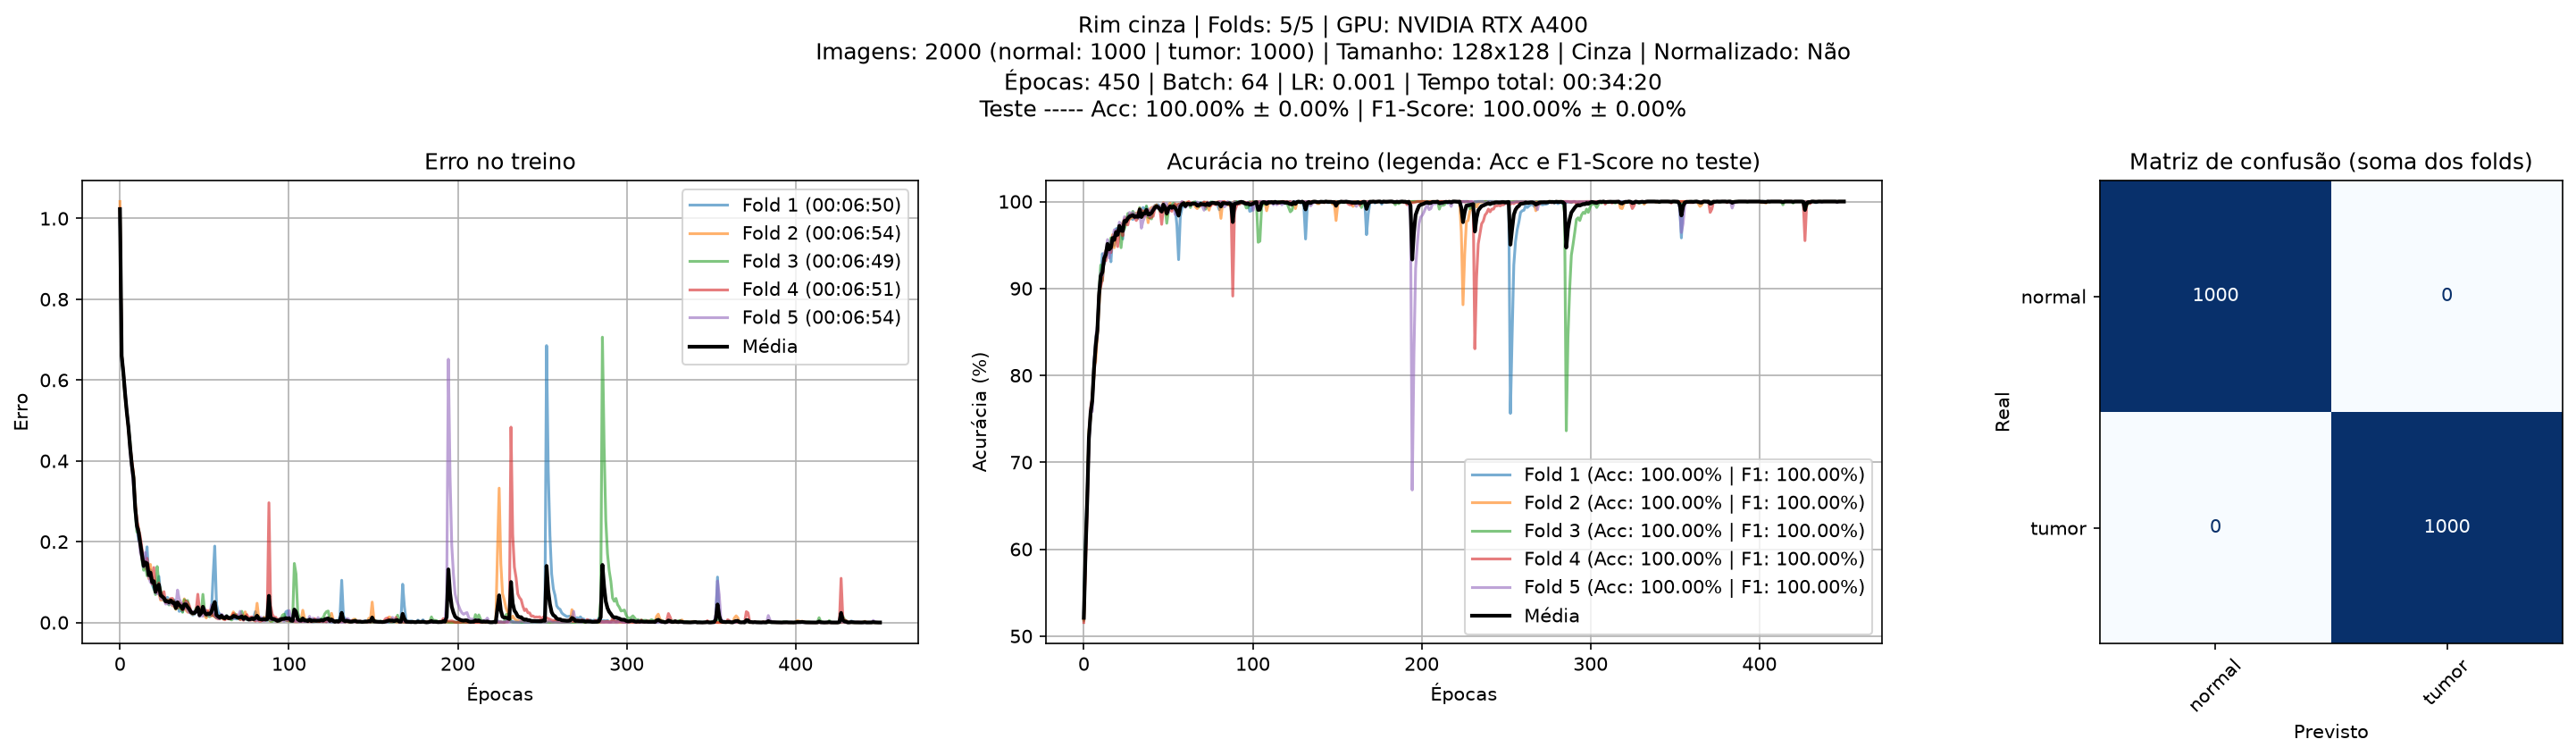 Rim cinza | Folds: 5/5 | GPU: NVIDIA RTX A400
Imagens: 2000 (normal: 1000 | tumor: 1000) | Tamanho: 128x128 | Cinza | Normalizado: Não
Épocas: 450 | Batch: 64 | LR: 0.001 | Tempo total: 00:34:20
Teste ----- Acc: 100.00% ± 0.00% | F1-Score: 100.00% ± 0.00%
Erro no treino
1.0
0.8
0.6
0.4
0.2
0.0
Erro
0
100
200
300
400
Épocas
Fold 1 (00:06:50)
Fold 2 (00:06:54)
Fold 3 (00:06:49)
Fold 4 (00:06:51)
Fold 5 (00:06:54)
Média
Acurácia no treino (legenda: Acc e F1-Score no teste)
100
90
80
70
60
50
Acurácia (%)
0
100
200
300
400
Épocas
Fold 1 (Acc: 100.00% | F1: 100.00%)
Fold 2 (Acc: 100.00% | F1: 100.00%)
Fold 3 (Acc: 100.00% | F1: 100.00%)
Fold 4 (Acc: 100.00% | F1: 100.00%)
Fold 5 (Acc: 100.00% | F1: 100.00%)
Média
Matriz de confusão (soma dos folds)
normal
1000
0
tumor
0
1000
Real
normal
tumor
Previsto